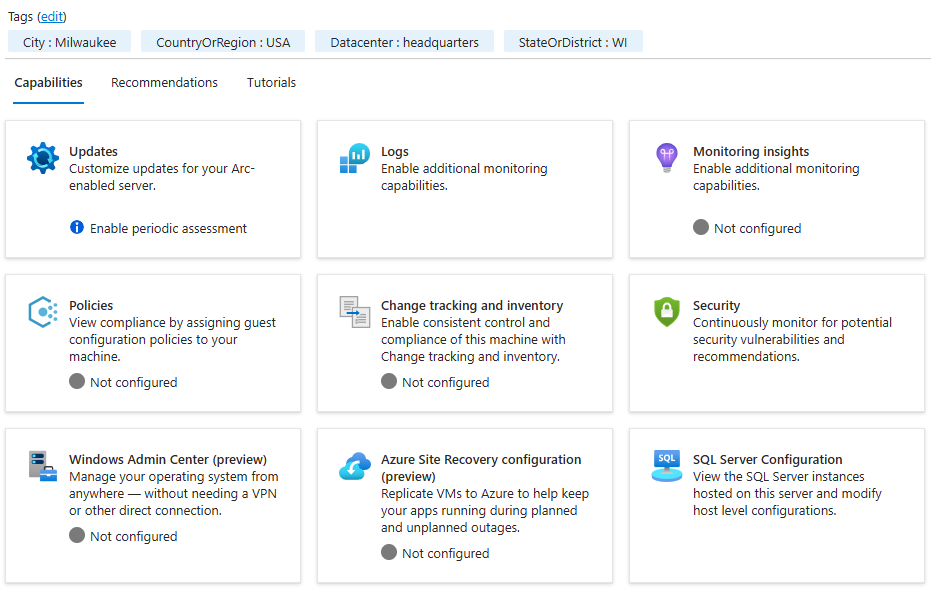 Tags (edit)
City : Milwaukee
CountryOrRegion : USA
Datacenter : headquarters
StateOrDistrict : WI
Capabilities
Recommendations
Tutorials
Updates
Customize updates for your Arc-
enabled server.
Enable periodic assessment
Logs
Enable additional monitoring
capabilities.
Monitoring insights
Enable additional monitoring
capabilities.
Not configured
Policies
View compliance by assigning guest
configuration policies to your
machine.
Not configured
Change tracking and inventory
Enable consistent control and
compliance of this machine with
Change tracking and inventory.
Not configured
Security
Continuously monitor for potential
security vulnerabilities and
recommendations.
Windows Admin Center (preview)
Manage your operating system from
anywhere — without needing a VPN
or other direct connection.
Not configured
Azure Site Recovery configuration
(preview)
Replicate VMs to Azure to help keep
your apps running during planned
and unplanned outages.
Not configured
SQL
SQL Server Configuration
View the SQL Server instances
hosted on this server and modify
host level configurations.